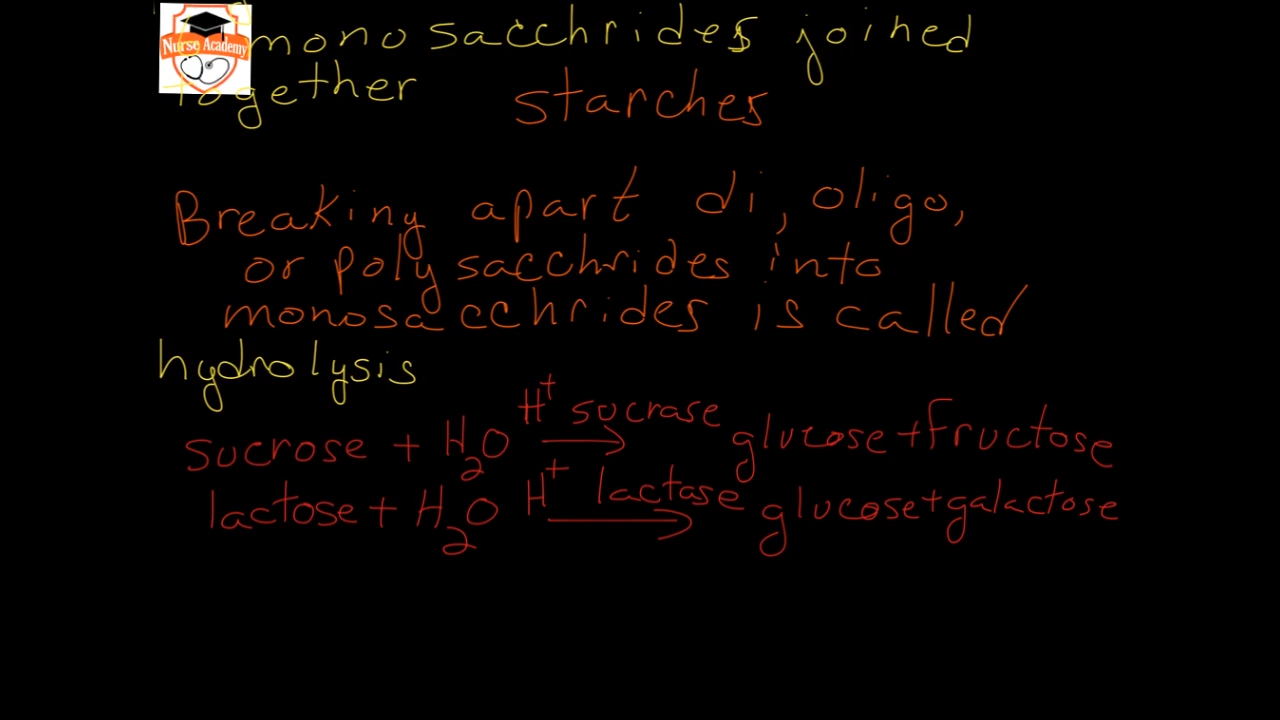 Nurse Academy
monosacchrides joined
together
starches
Breaking apart di, oligo,
or polysacchrides into
monosacchrides is called
hydrolysis
sucrose + H2O H+ sucrase glucose + fructose
lactose + H2O H+ lactase glucose + galactose